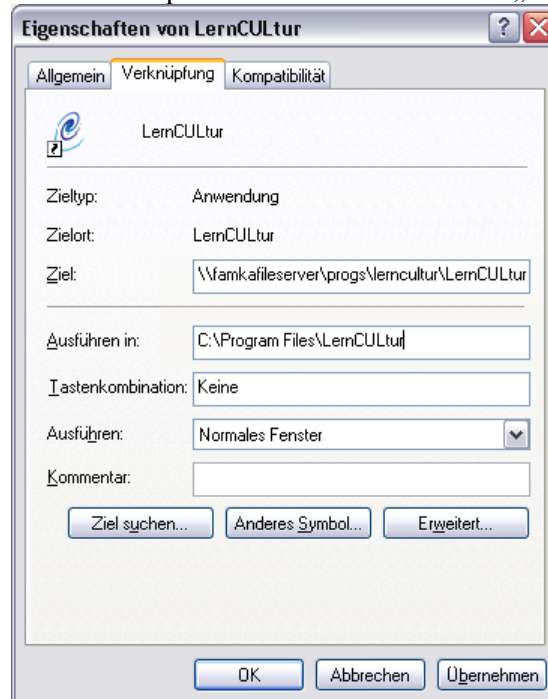 Eigenschaften von LernCULtur
Allgemein Verknüpfung Kompatibilität
LernCULtur
Zieltyp: Anwendung
Zielort: LernCULtur
Ziel: \\famkafileserver\progs\lerncultur\LernCULtur
Ausführen in: C:\Program Files\LernCULtur
Tastenkombination: Keine
Ausführen: Normales Fenster
Kommentar:
Ziel suchen... Anderes Symbol... Erweitert...
OK Abbrechen Übernehmen